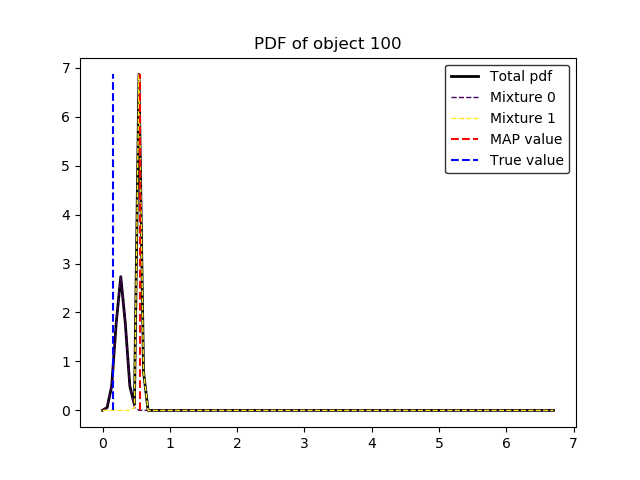 PDF of object 100
Total pdf
Mixture 0
Mixture 1
MAP value
True value
7
6
5
4
3
2
1
0
0 1 2 3 4 5 6 7